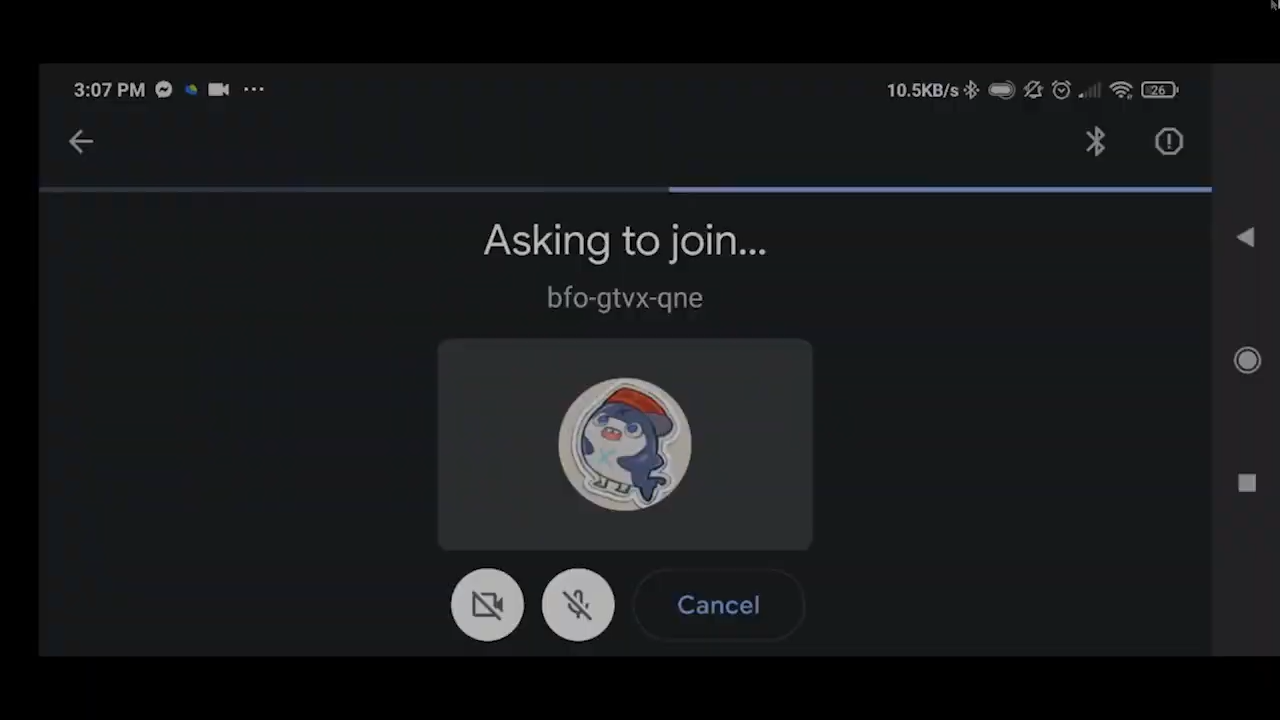 3:07 PM
10.5KB/s
26
Asking to join...
bfo-gtvx-qne
Cancel